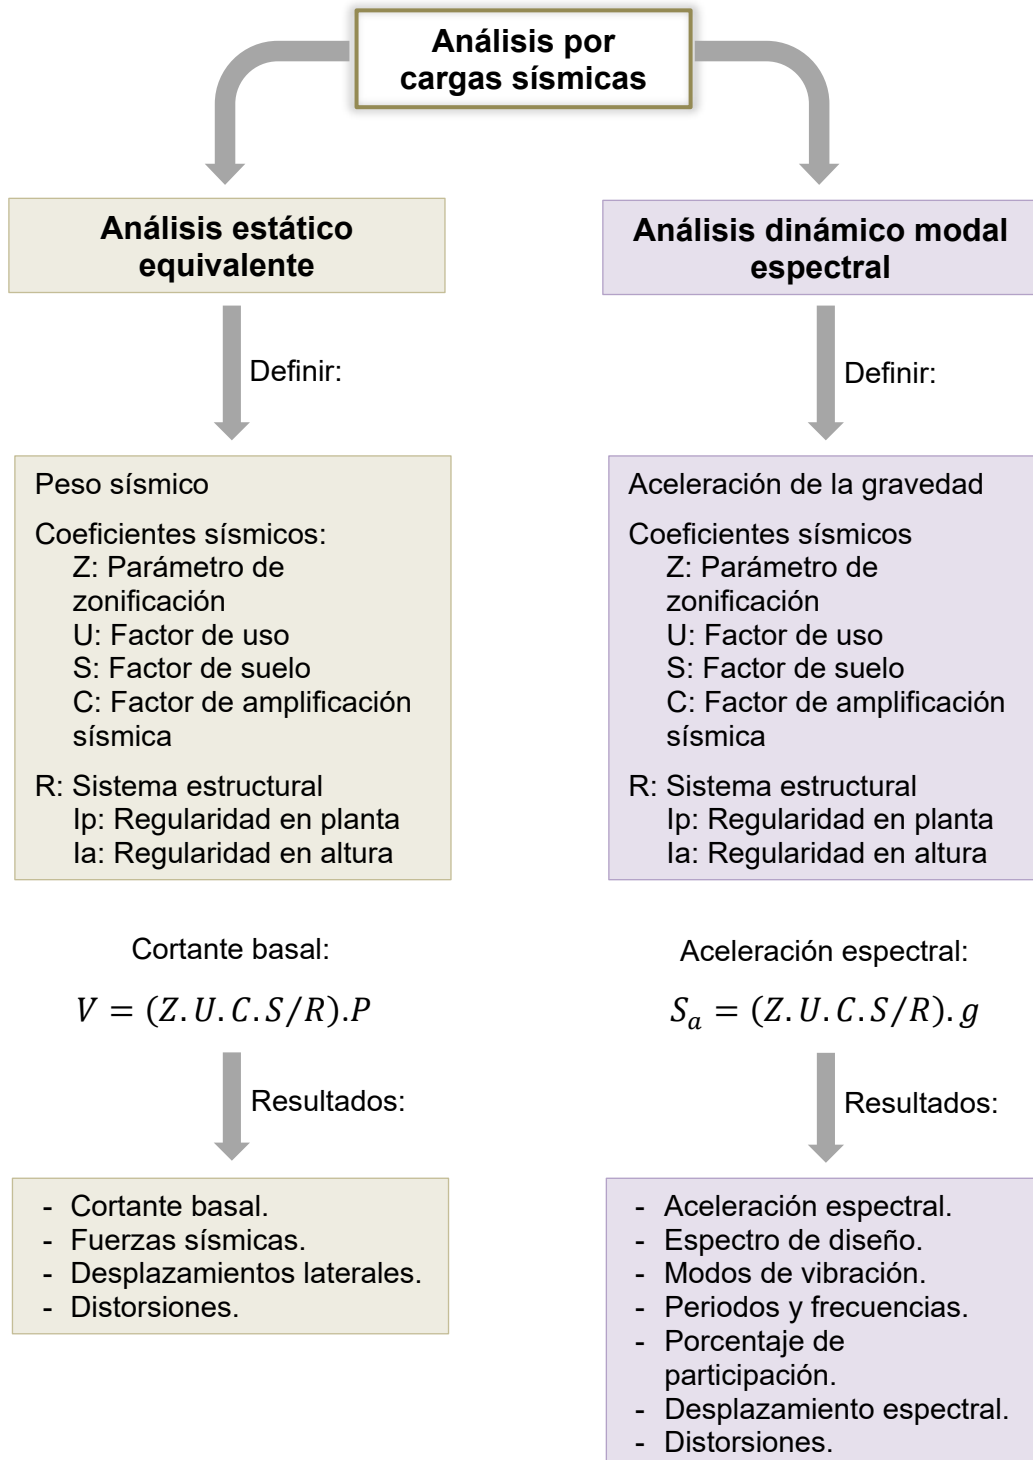 Análisis por
cargas sísmicas
Análisis estático
equivalente
Definir:
Peso sísmico
Coeficientes sísmicos:
Z: Parámetro de
zonificación
U: Factor de uso
S: Factor de suelo
C: Factor de amplificación
sísmica
R: Sistema estructural
Ip: Regularidad en planta
Ia: Regularidad en altura
Cortante basal:
V = (Z.U.C.S/R).P
Resultados:
- Cortante basal.
- Fuerzas sísmicas.
- Desplazamientos laterales.
- Distorsiones.
Análisis dinámico modal
espectral
Definir:
Aceleración de la gravedad
Coeficientes sísmicos
Z: Parámetro de
zonificación
U: Factor de uso
S: Factor de suelo
C: Factor de amplificación
sísmica
R: Sistema estructural
Ip: Regularidad en planta
Ia: Regularidad en altura
Aceleración espectral:
Sₐ = (Z.U.C.S/R).g
Resultados:
- Aceleración espectral.
- Espectro de diseño.
- Modos de vibración.
- Periodos y frecuencias.
- Porcentaje de
participación.
- Desplazamiento espectral.
- Distorsiones.